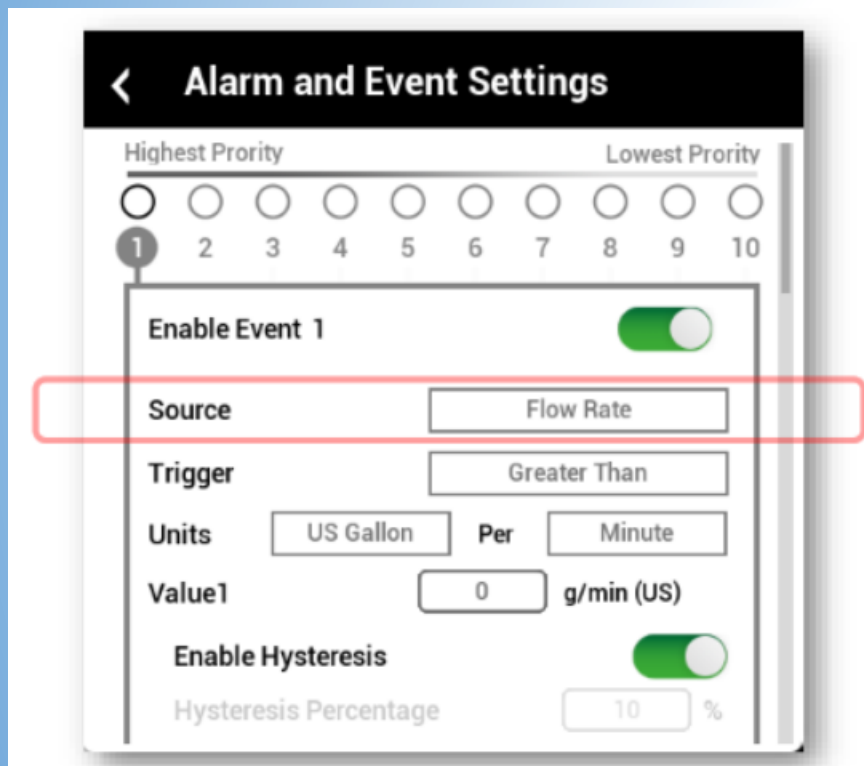 Alarm and Event Settings
Highest Prority Lowest Prority
1 2 3 4 5 6 7 8 9 10
Enable Event 1
Source Flow Rate
Trigger Greater Than
Units US Gallon Per Minute
Value1 0 g/min (US)
Enable Hysteresis
Hysteresis Percentage 10 %